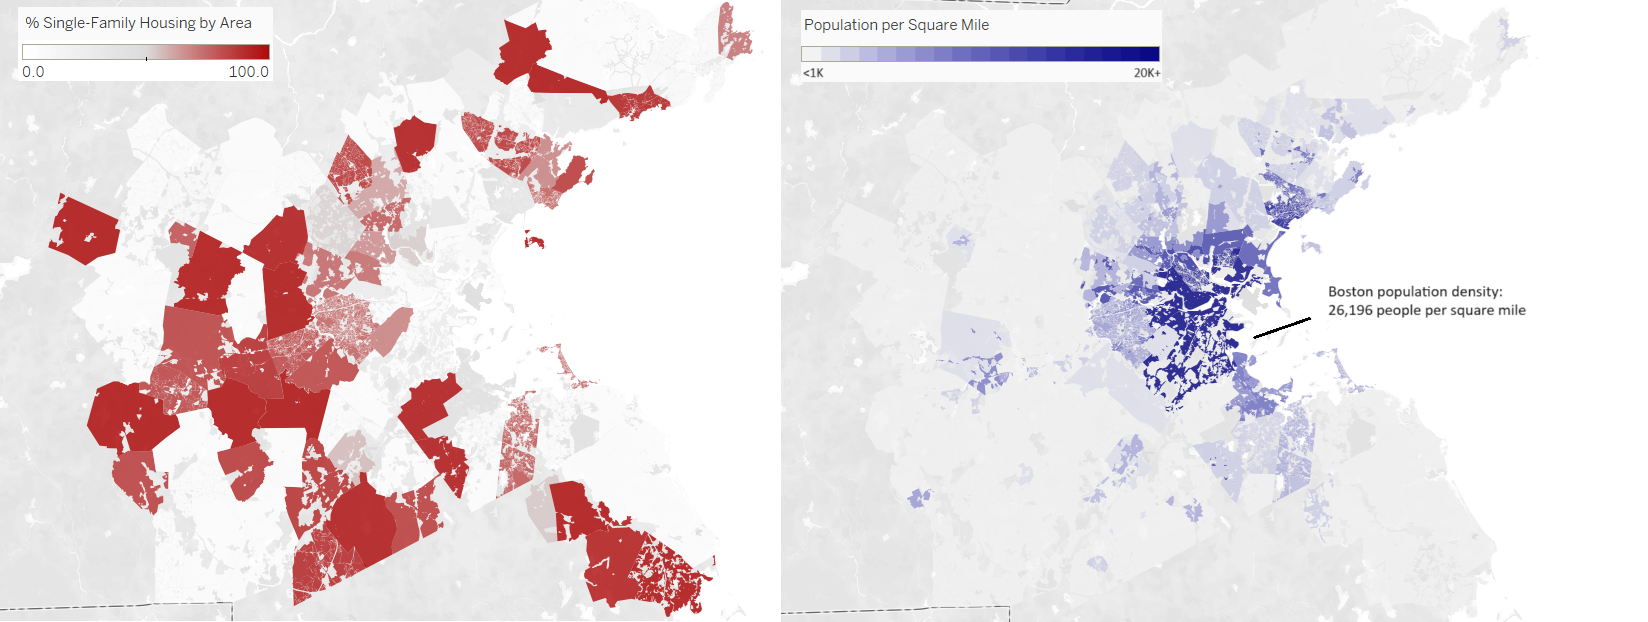 % Single-Family Housing by Area
0.0 100.0
Population per Square Mile
<1K 20K+
Boston population density:
26,196 people per square mile